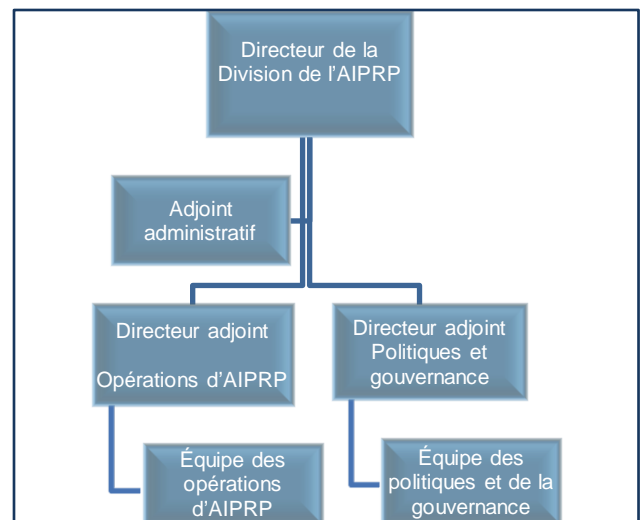 Directeur de la
Division de l’AIPRP
Adjoint
administratif
Directeur adjoint
Opérations d’AIPRP
Directeur adjoint
Politiques et
gouvernance
Équipe des
opérations
d’AIPRP
Équipe des
politiques et de la
gouvernance